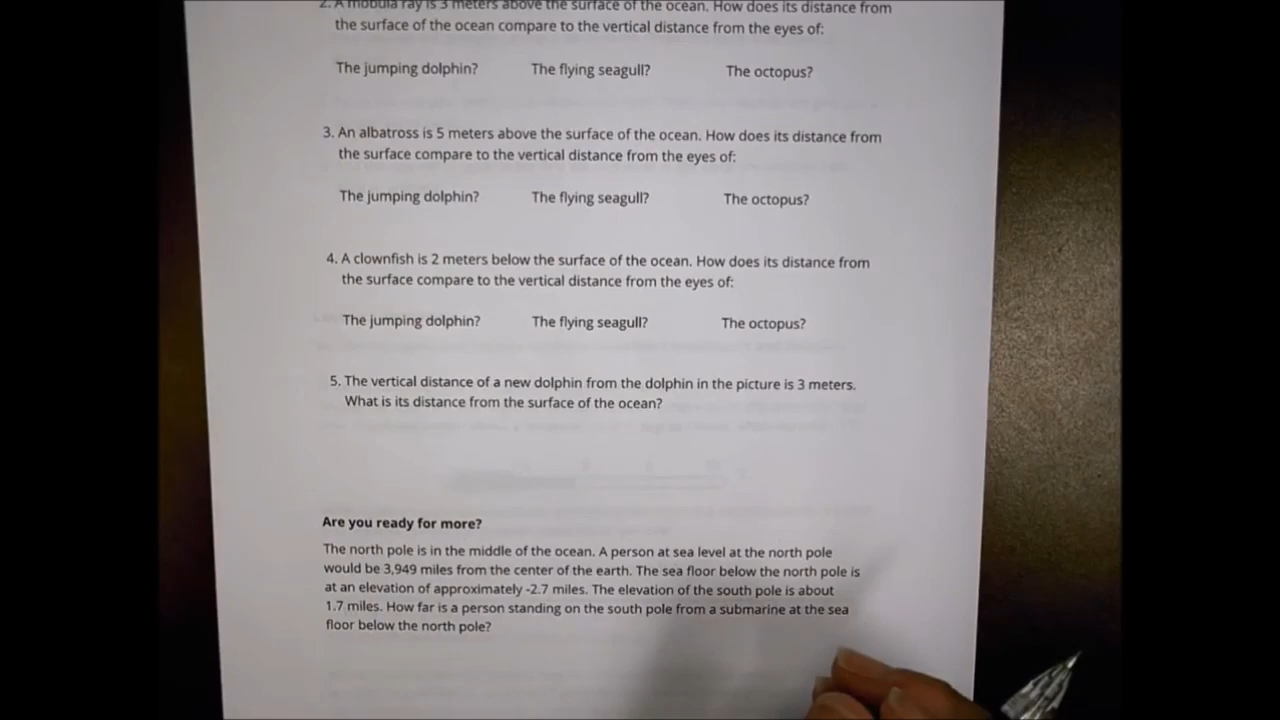 2. A mobula ray is 3 meters above the surface of the ocean. How does its distance from
the surface of the ocean compare to the vertical distance from the eyes of:
The jumping dolphin? The flying seagull? The octopus?
3. An albatross is 5 meters above the surface of the ocean. How does its distance from
the surface compare to the vertical distance from the eyes of:
The jumping dolphin? The flying seagull? The octopus?
4. A clownfish is 2 meters below the surface of the ocean. How does its distance from
the surface compare to the vertical distance from the eyes of:
The jumping dolphin? The flying seagull? The octopus?
5. The vertical distance of a new dolphin from the dolphin in the picture is 3 meters.
What is its distance from the surface of the ocean?
Are you ready for more?
The north pole is in the middle of the ocean. A person at sea level at the north pole
would be 3,949 miles from the center of the earth. The sea floor below the north pole is
at an elevation of approximately -2.7 miles. The elevation of the south pole is about
1.7 miles. How far is a person standing on the south pole from a submarine at the sea
floor below the north pole?